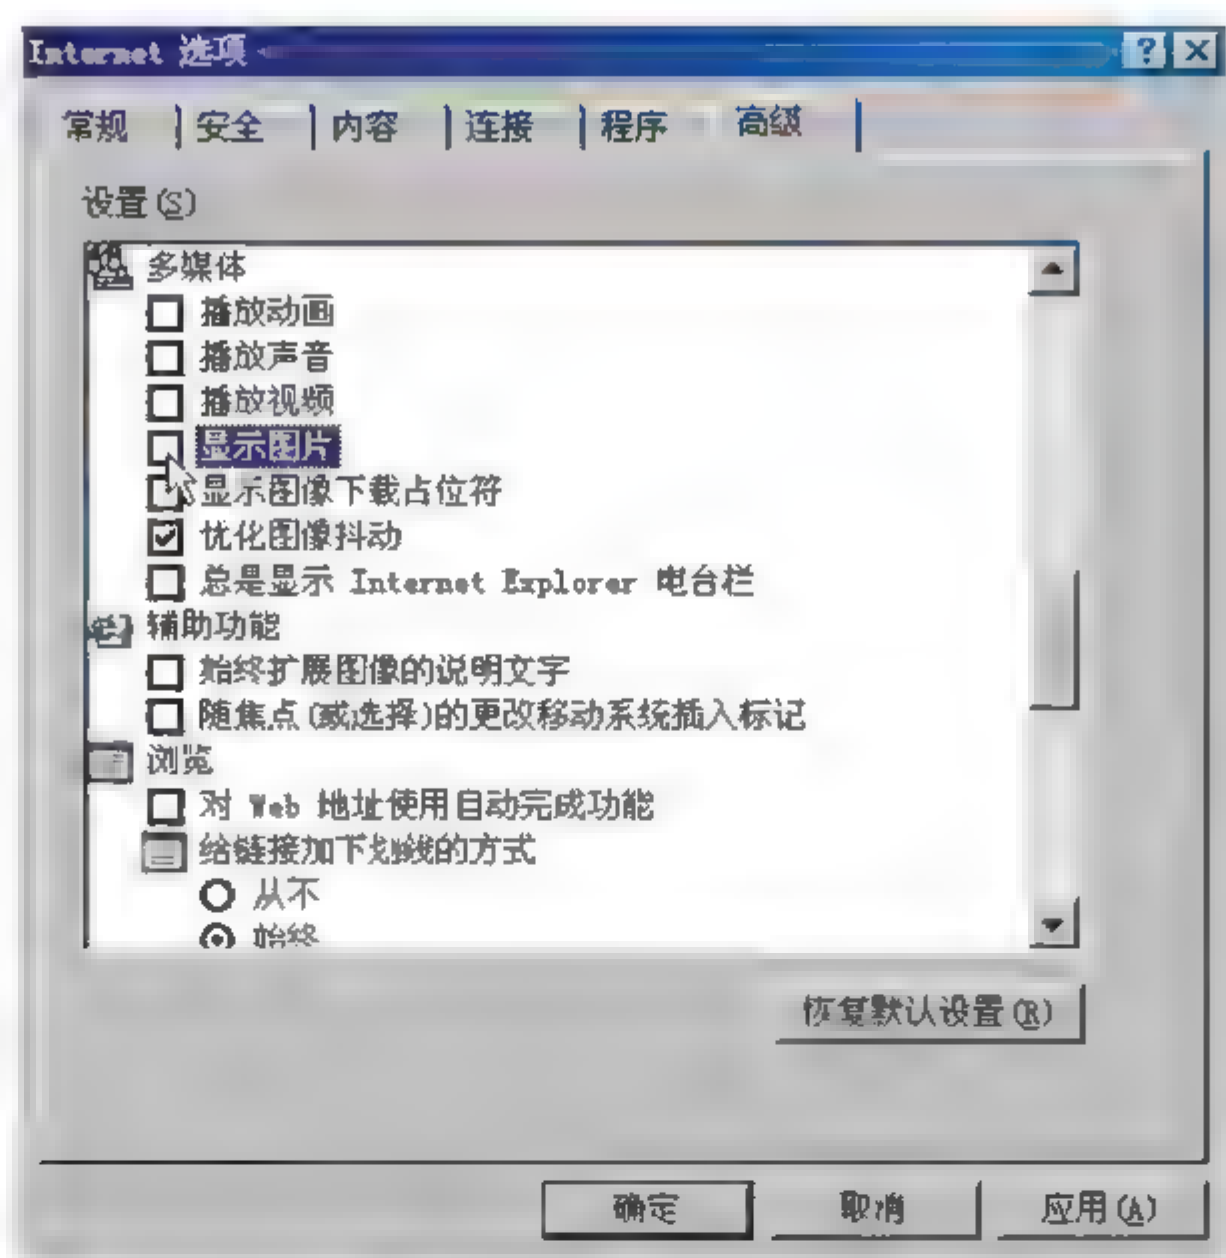 Internet 选项
常规 安全 内容 连接 程序 高级
设置(S)
多媒体
播放动画
播放声音
播放视频
显示图片
显示图像下载占位符
优化图像抖动
总是显示 Internet Explorer 电台栏
辅助功能
始终扩展图像的说明文字
随焦点(或选择)的更改移动系统插入标记
浏览
对 Web 地址使用自动完成功能
给链接加下划线的方式
从不
始终
恢复默认设置(R)
确定 取消 应用(A)